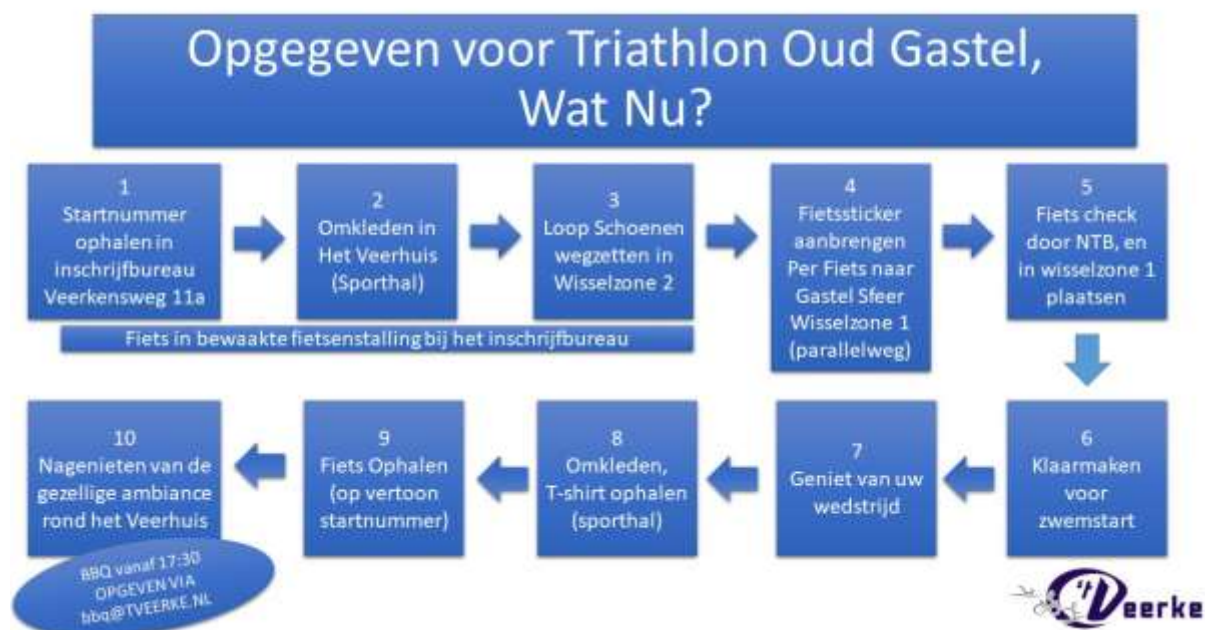 Opgegeven voor Triathlon Oud Gastel,
Wat Nu?
1
Startnummer
ophalen in
inschrijfbureau
Veerkensweg 11a
2
Omkleden in
Het Veerhuis
(Sporthal)
3
Loop Schoenen
wegzetten in
Wisselzone 2
4
Fietssticker
aanbrengen
Per Fiets naar
Gastel Sfeer
Wisselzone 1
(parallelweg)
5
Fiets check
door NTB, en
in wisselzone 1
plaatsen
Fiets in bewaakte fietsenstalling bij het inschrijfbureau
6
Klaarmaken
voor
zwemstart
7
Geniet van uw
wedstrijd
8
Omkleden,
T-shirt ophalen
(sporthal)
9
Fiets Ophalen
(op vertoon
startnummer)
10
Nagenieten van de
gezellige ambiance
rond het Veerhuis
BBQ vanaf 17:30
OPGEVEN VIA
bbq@TVEERKE.NL
't Veerke